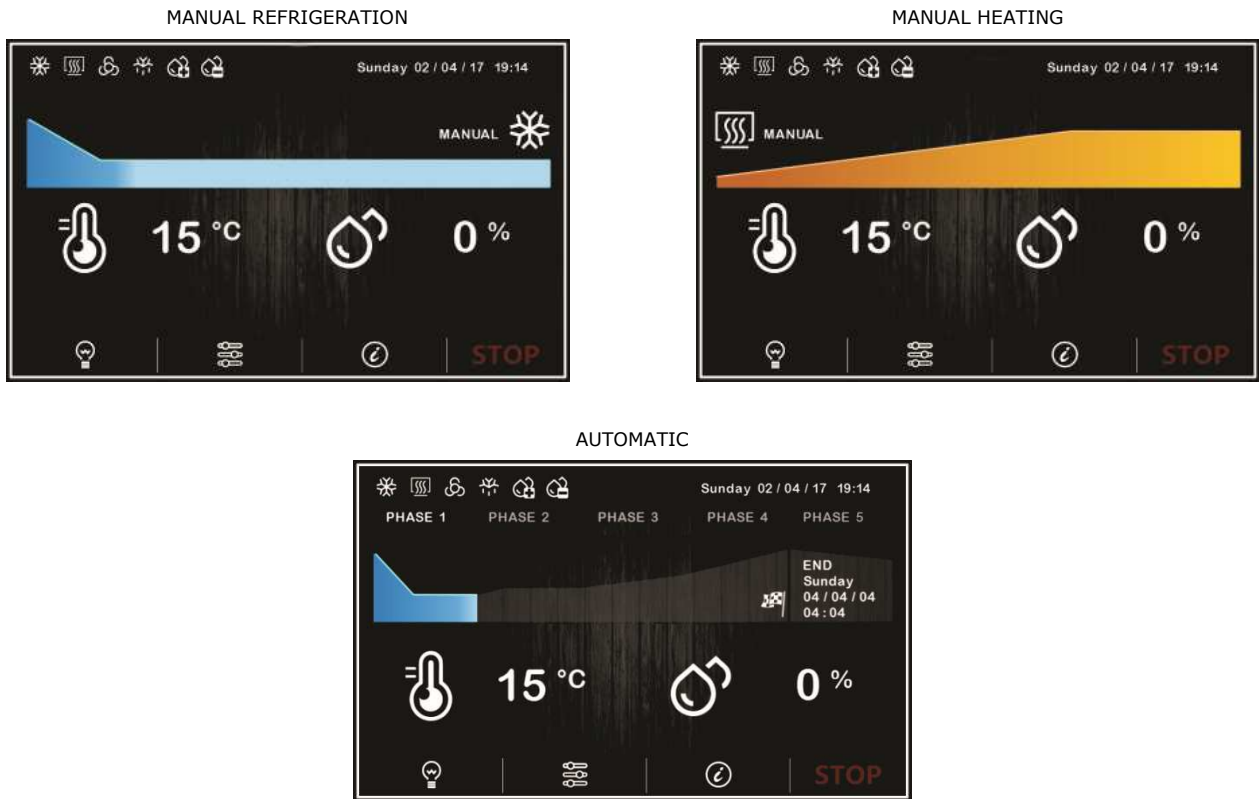 MANUAL REFRIGERATION
Sunday 02 / 04 / 17 19:14
MANUAL
15 °C
0 %
STOP
MANUAL HEATING
Sunday 02 / 04 / 17 19:14
MANUAL
15 °C
0 %
STOP
AUTOMATIC
Sunday 02 / 04 / 17 19:14
PHASE 1 PHASE 2 PHASE 3 PHASE 4 PHASE 5
END
Sunday
04 / 04 / 04
04 : 04
15 °C
0 %
i
STOP